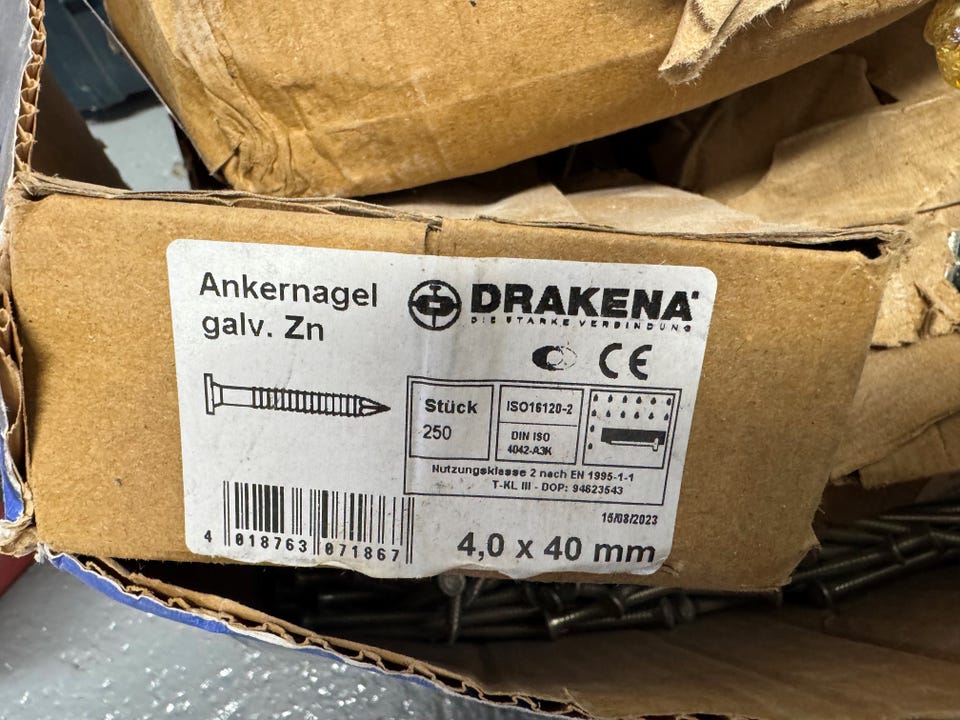 Ankernagel
galv. Zn
DRAKENA
DIE STARKE VERBINDUNG
CE
Stück
250
ISO16120-2
DIN ISO
4042-A3K
Nutzungsklasse 2 nach EN 1995-1-1
T-KL III - DOP: 94623543
15/08/2023
4 018763 071867
4,0 x 40 mm